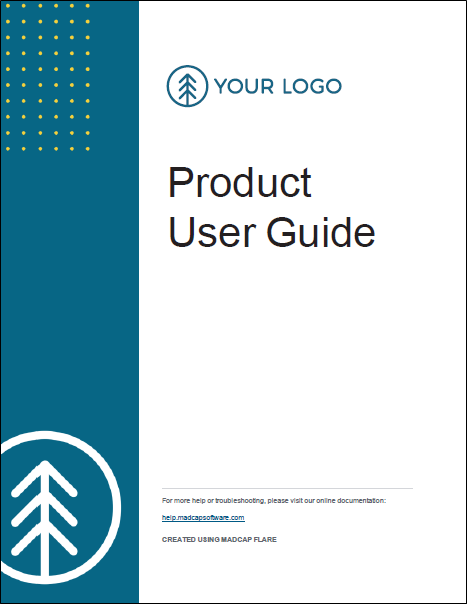 YOUR LOGO
Product
User Guide
For more help or troubleshooting, please visit our online documentation:
help.madcapsoftware.com
CREATED USING MADCAP FLARE